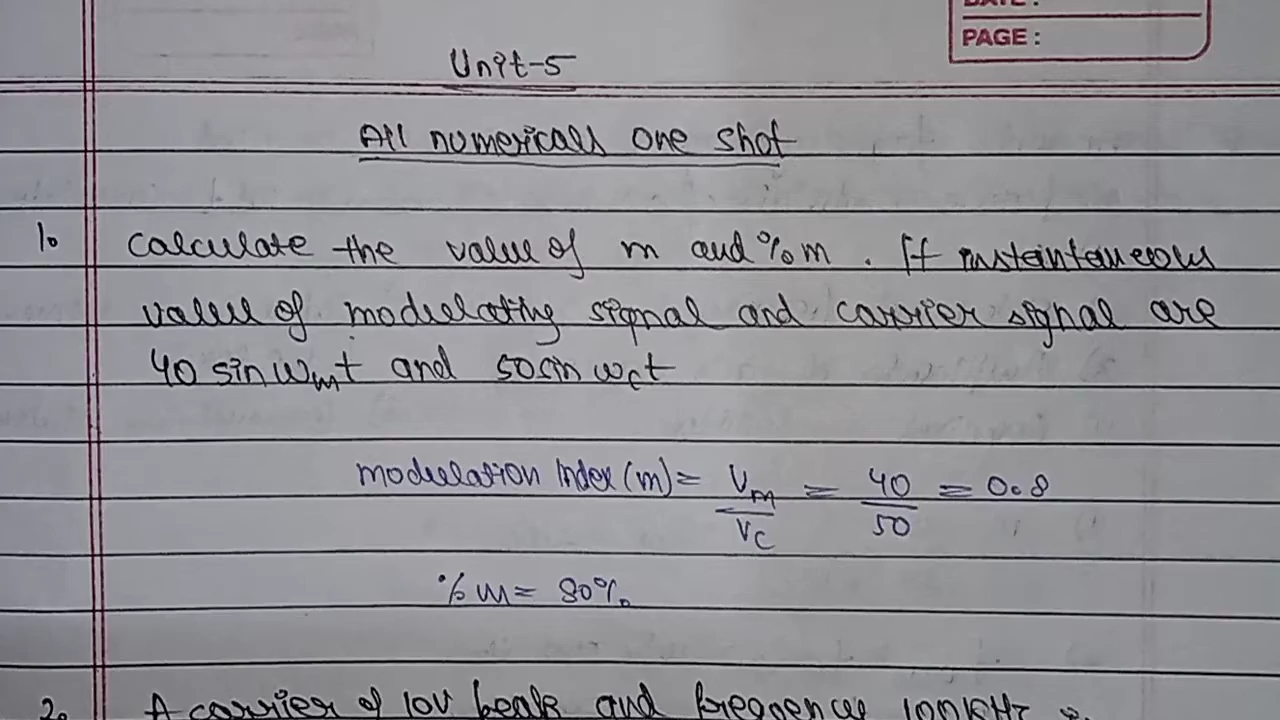 PAGE :
Unit-5
All numericals one shot
1. Calculate the value of m and %m. If instaintaneous
value of modulating signal and carrier signal are
40 sin ωmt and 50 sin ωct
modulation Index (m) = Vm/Vc = 40/50 = 0.8
%m = 80%
2. A carrier of 10V peak and frequency 100KHz